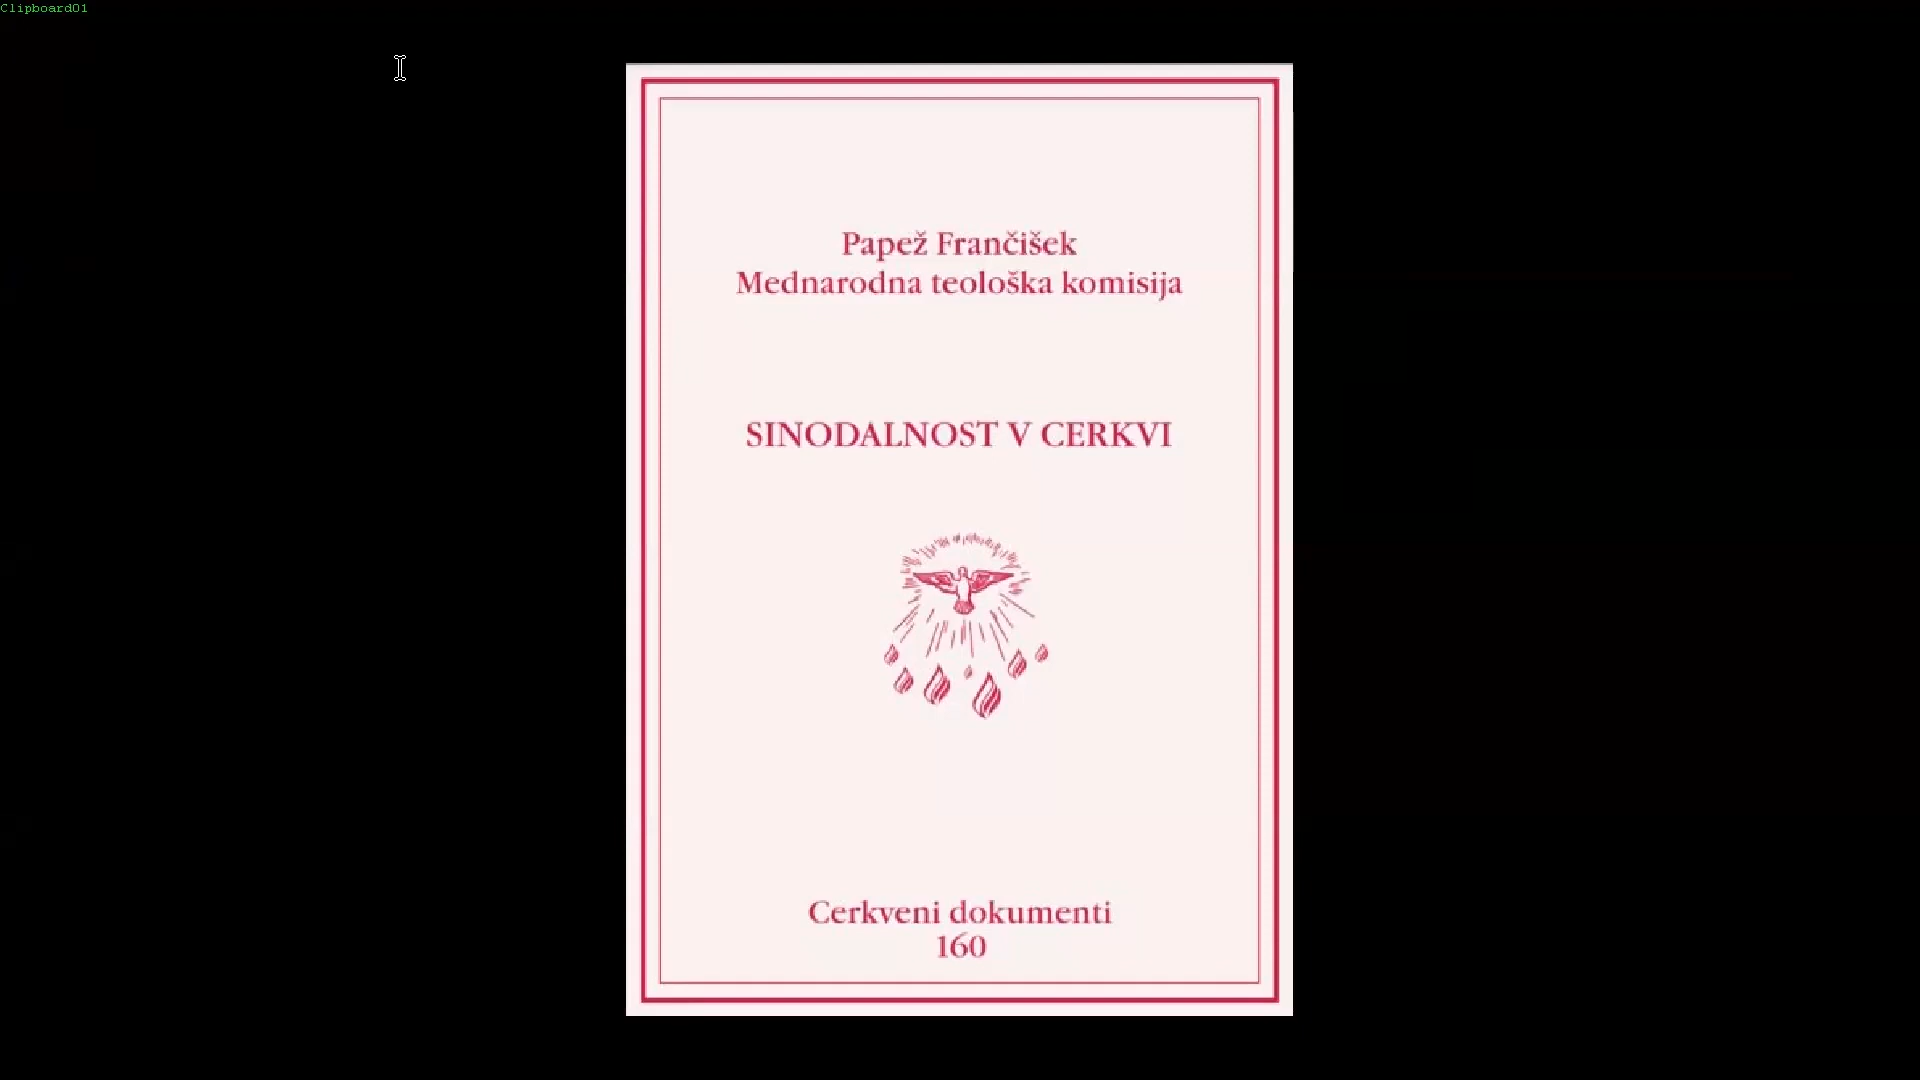 Clipboard01
Papež Frančišek
Mednarodna teološka komisija
SINODALNOST V CERKVI
Cerkveni dokumenti
160